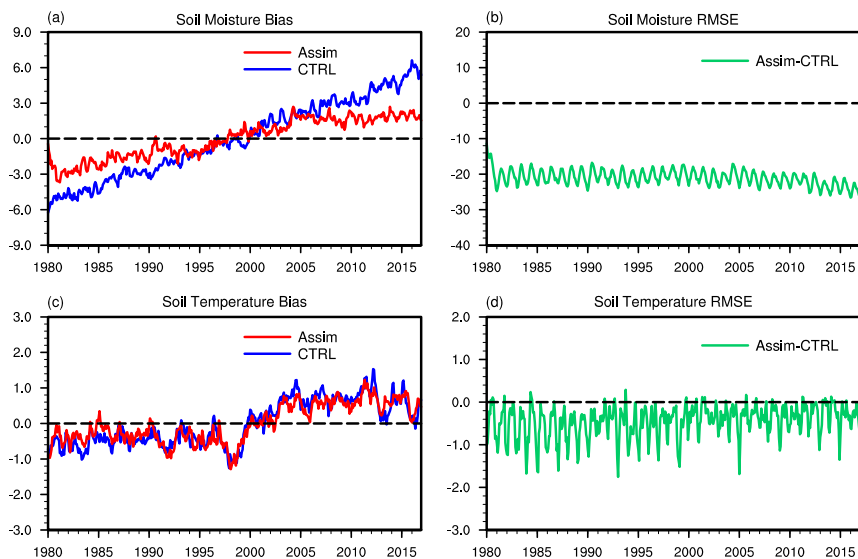 (a) Soil Moisture Bias
9.0
6.0
3.0
0.0
-3.0
-6.0
-9.0
Assim
CTRL
1980 1985 1990 1995 2000 2005 2010 2015
(b) Soil Moisture RMSE
20
10
0
-10
-20
-30
-40
Assim-CTRL
1980 1985 1990 1995 2000 2005 2010 2015
(c) Soil Temperature Bias
3.0
2.0
1.0
0.0
-1.0
-2.0
-3.0
Assim
CTRL
1980 1985 1990 1995 2000 2005 2010 2015
(d) Soil Temperature RMSE
2.0
1.0
0.0
-1.0
-2.0
-3.0
Assim-CTRL
1980 1985 1990 1995 2000 2005 2010 2015